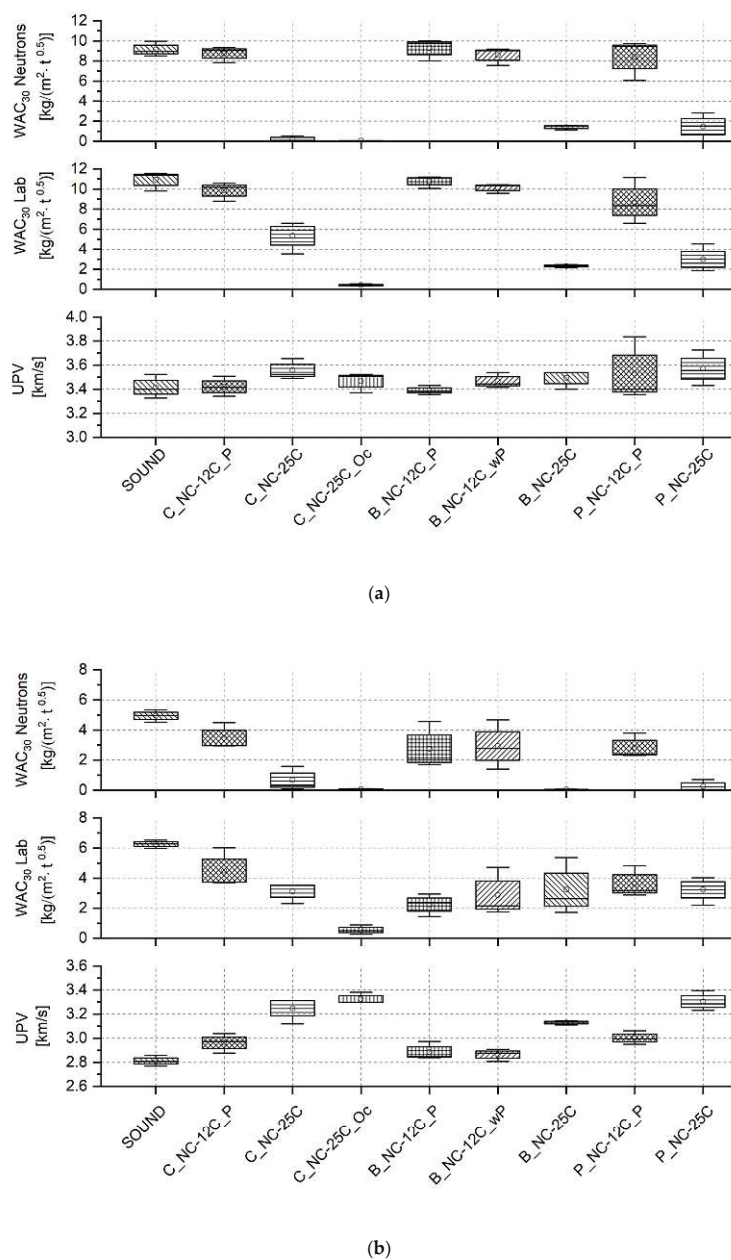 12
10
8
6
4
2
0
WAC30 Neutrons
[kg/(m²· t 0.5)]
12
10
8
6
4
2
0
WAC30 Lab
[kg/(m²· t 0.5)]
4.0
3.8
3.6
3.4
3.2
3.0
UPV
[km/s]
SOUND
C_NC-12C_P
C_NC-25C
C_NC-25C_Oc
B_NC-12C_P
B_NC-12C_wP
B_NC-25C
P_NC-12C_P
P_NC-25C
(a)
8
6
4
2
0
WAC30 Neutrons
[kg/(m²· t 0.5)]
8
6
4
2
0
WAC30 Lab
[kg/(m²· t 0.5)]
3.6
3.4
3.2
3.0
2.8
2.6
UPV
[km/s]
SOUND
C_NC-12C_P
C_NC-25C
C_NC-25C_Oc
B_NC-12C_P
B_NC-12C_wP
B_NC-25C
P_NC-12C_P
P_NC-25C
(b)